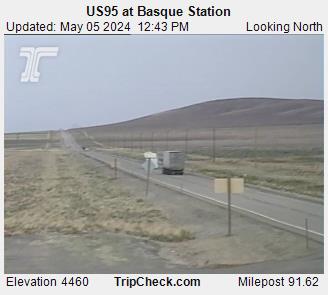 US95 at Basque Station
Updated: May 05 2024 12:43 PM Looking North
Elevation 4460 TripCheck.com Milepost 91.62